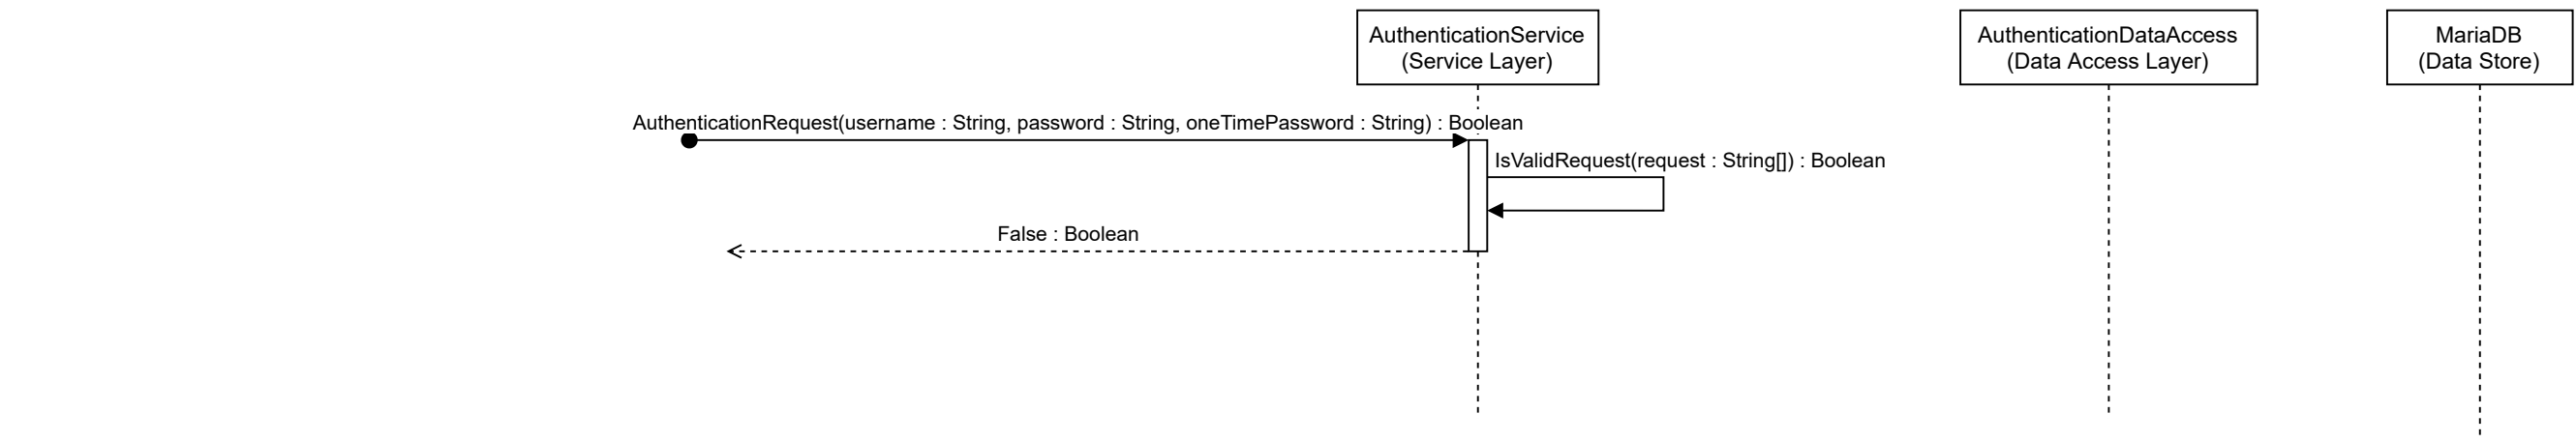 AuthenticationService
(Service Layer)
AuthenticationDataAccess
(Data Access Layer)
MariaDB
(Data Store)
AuthenticationRequest(username : String, password : String, oneTimePassword : String) : Boolean
IsValidRequest(request : String[]) : Boolean
False : Boolean